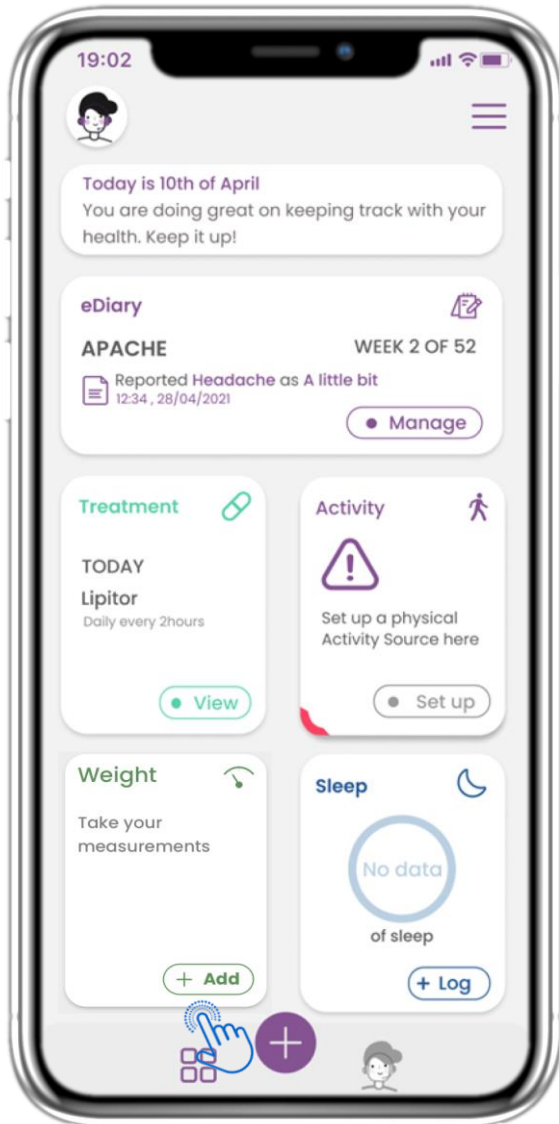 19:02
Today is 10th of April
You are doing great on keeping track with your
health. Keep it up!
eDiary
APACHE
WEEK 2 OF 52
Reported Headache as A little bit
12:34 , 28/04/2021
Manage
Treatment
TODAY
Lipitor
Daily every 2hours
View
Activity
Set up a physical
Activity Source here
Set up
Weight
Take your
measurements
+ Add
Sleep
No data
of sleep
+ Log